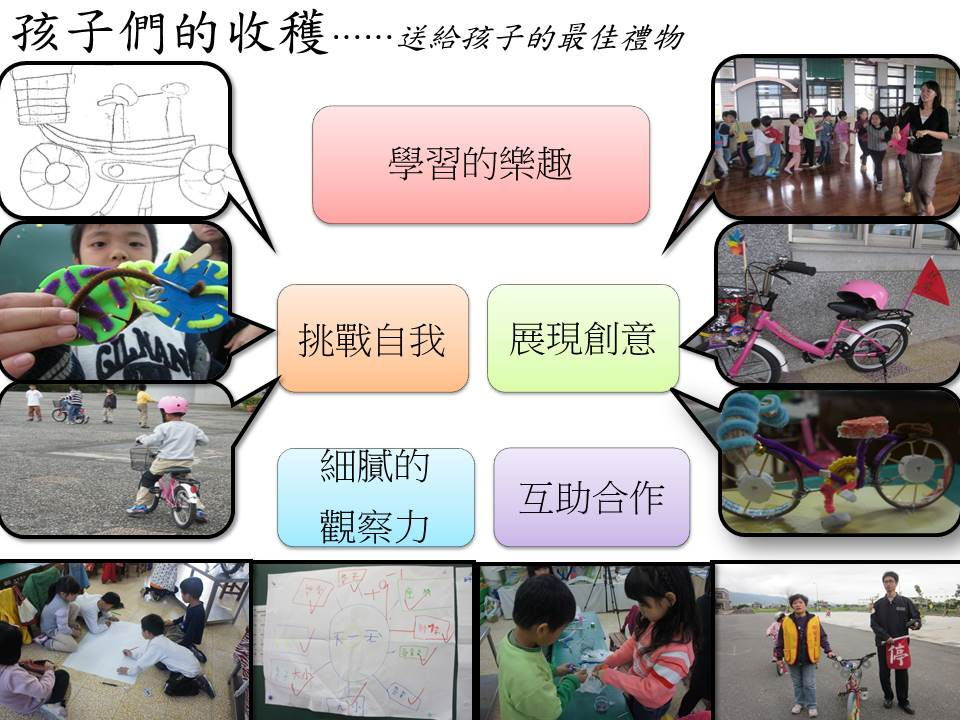 孩子們的收穫……送給孩子的最佳禮物
學習的樂趣
挑戰自我
展現創意
細膩的
觀察力
互助合作
GILNAN
停